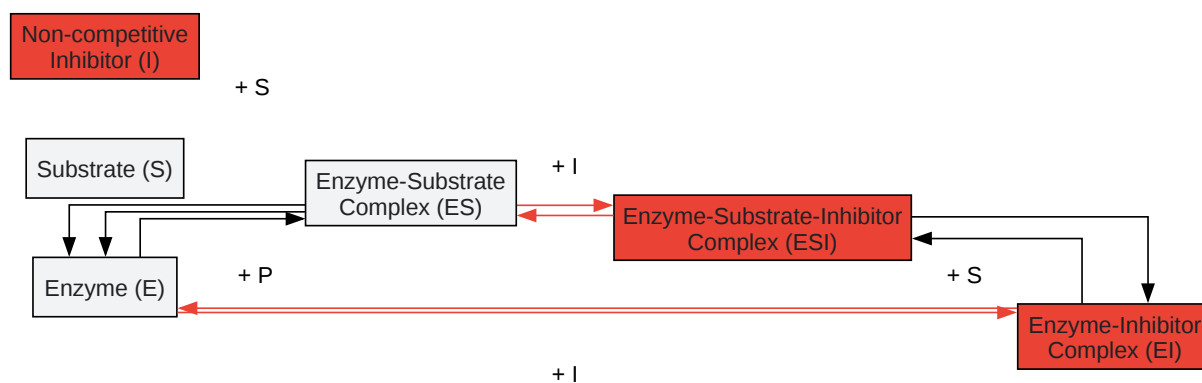 Non-competitive
Inhibitor (I)
+ S
Substrate (S)
Enzyme-Substrate
Complex (ES)
+ I
Enzyme-Substrate-Inhibitor
Complex (ESI)
Enzyme (E)
+ P
+ S
Enzyme-Inhibitor
Complex (EI)
+ I